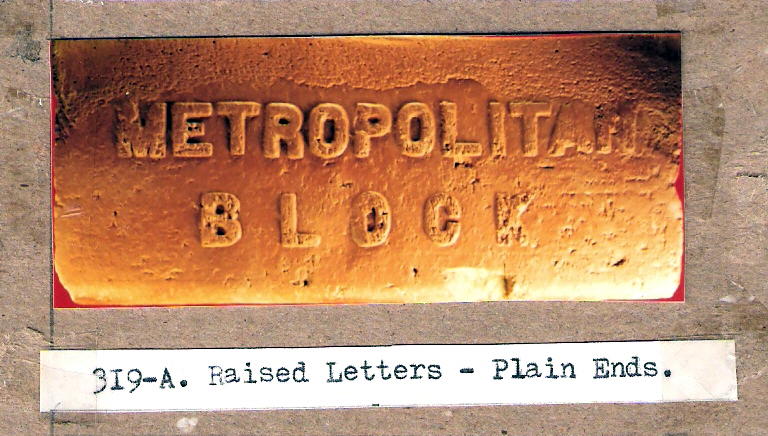 METROPOLITAN
BLOCK
319-A. Raised Letters - Plain Ends.